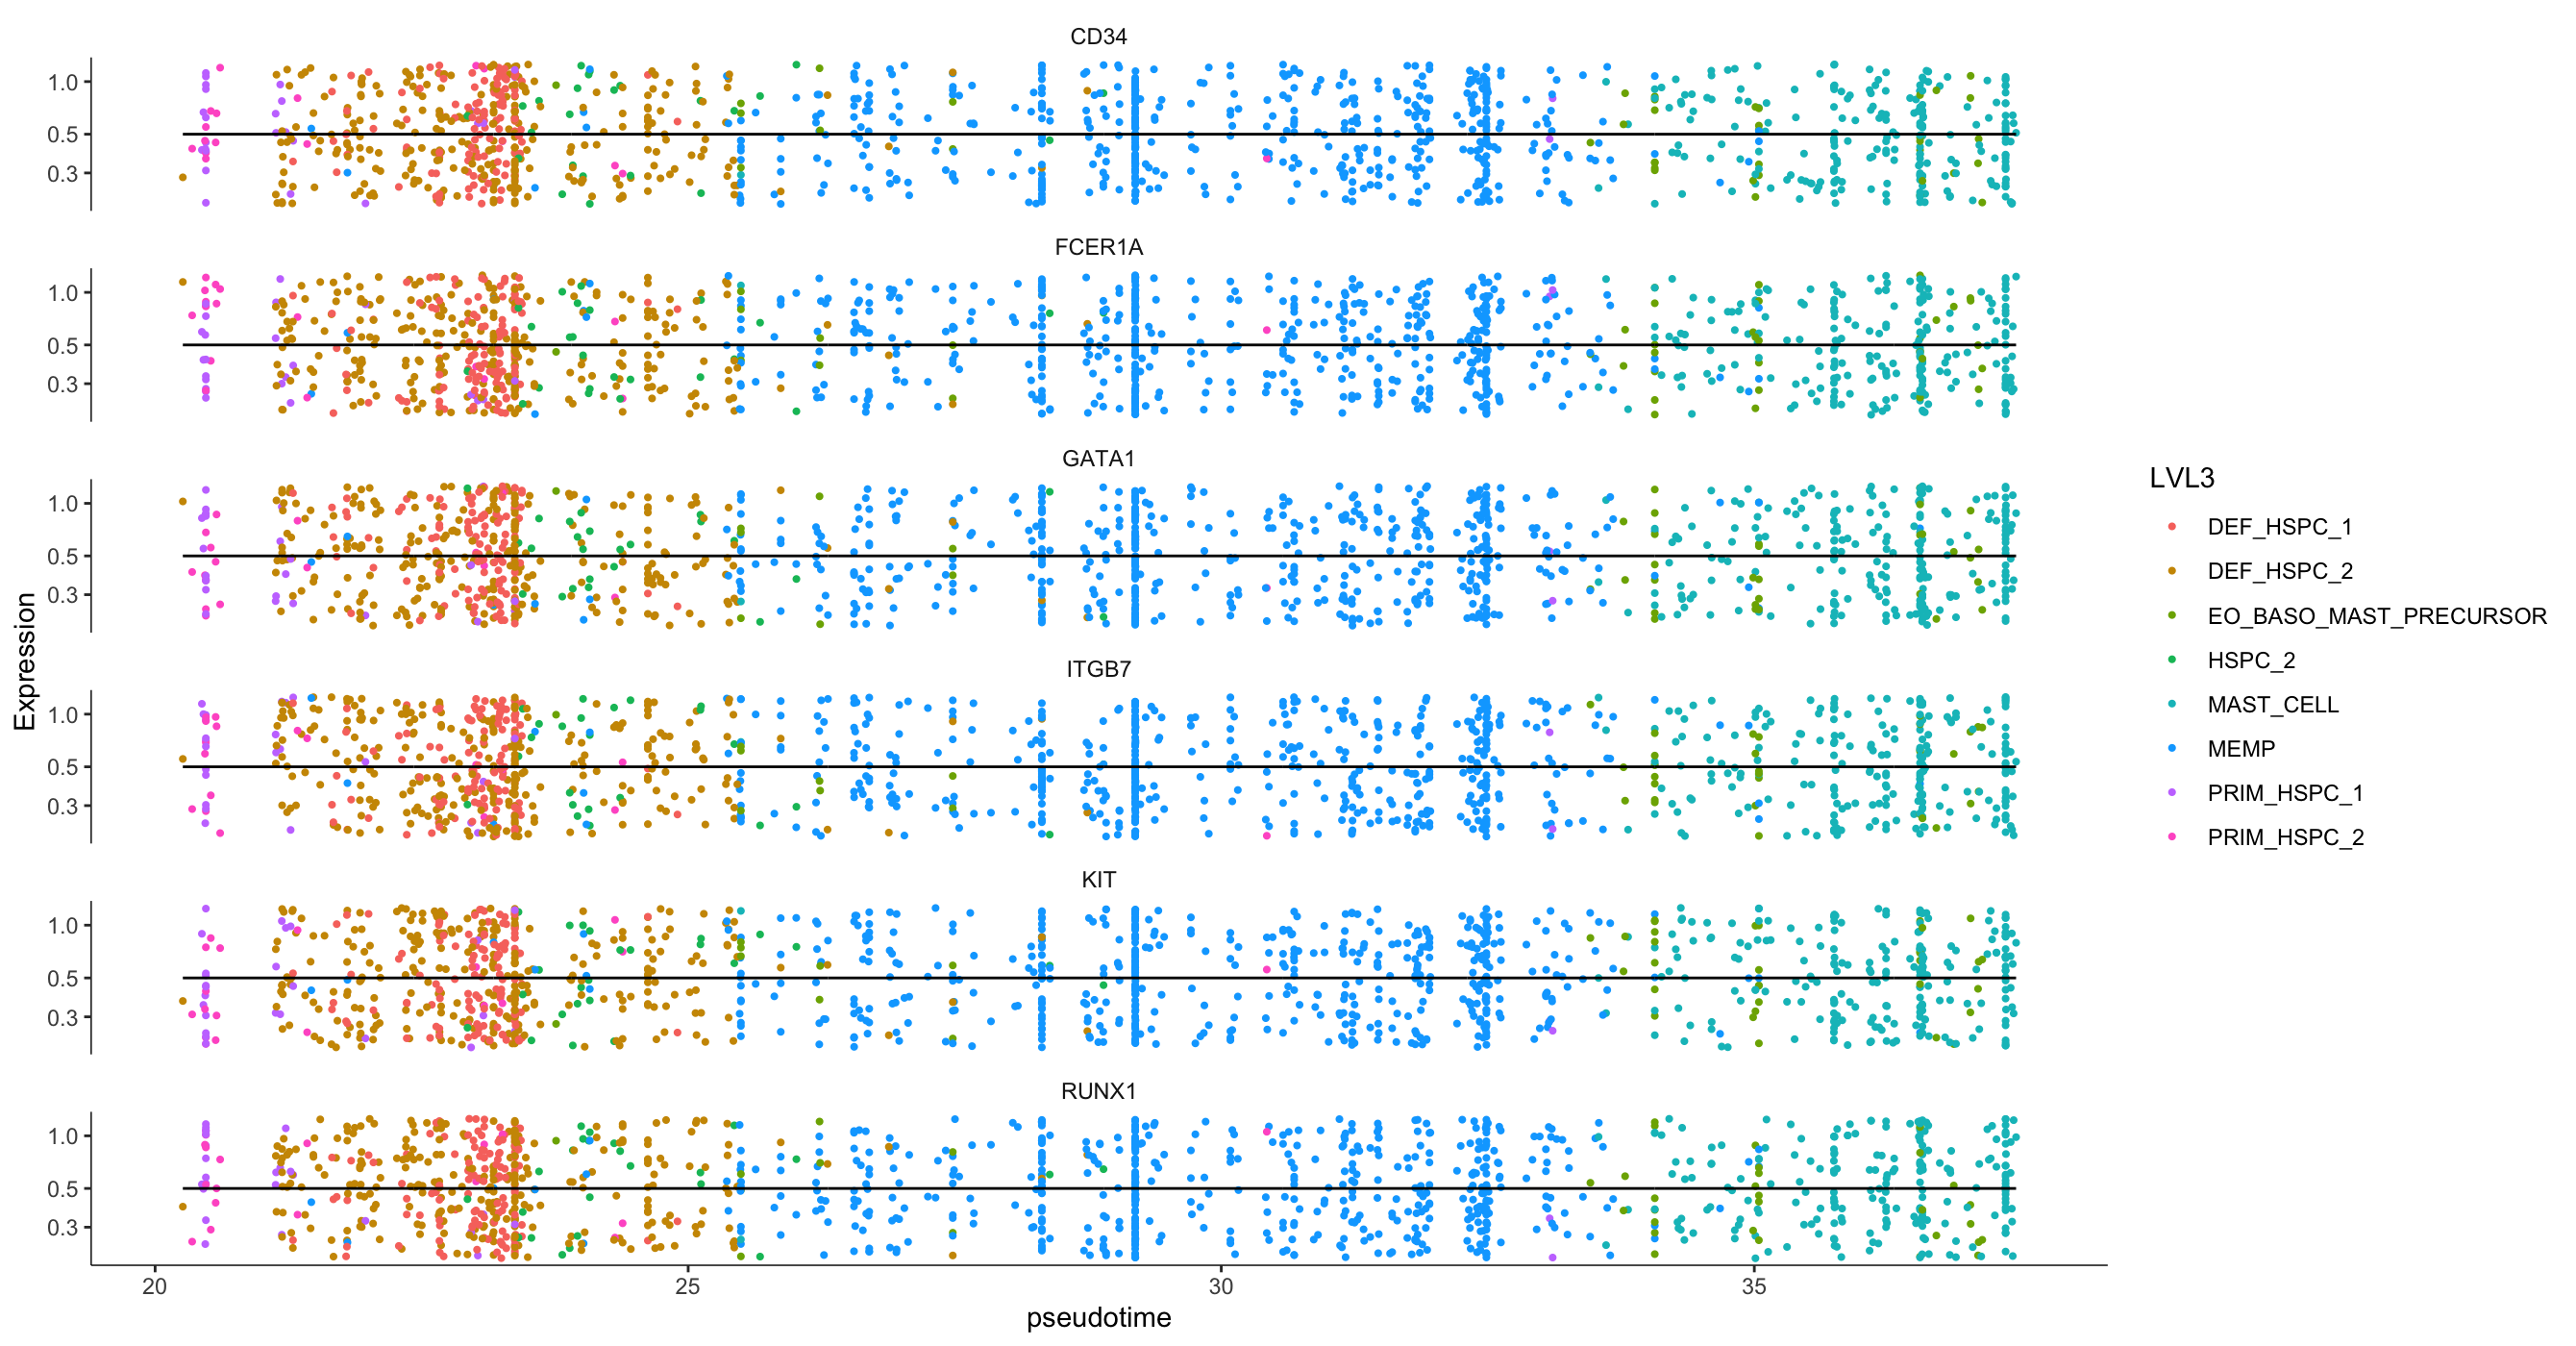 CD34
1.0
0.5
0.3
FCER1A
1.0
0.5
0.3
GATA1
1.0
0.5
0.3
ITGB7
1.0
0.5
0.3
KIT
1.0
0.5
0.3
RUNX1
1.0
0.5
0.3
Expression
20 25 30 35
pseudotime
LVL3
DEF_HSPC_1
DEF_HSPC_2
EO_BASO_MAST_PRECURSOR
HSPC_2
MAST_CELL
MEMP
PRIM_HSPC_1
PRIM_HSPC_2